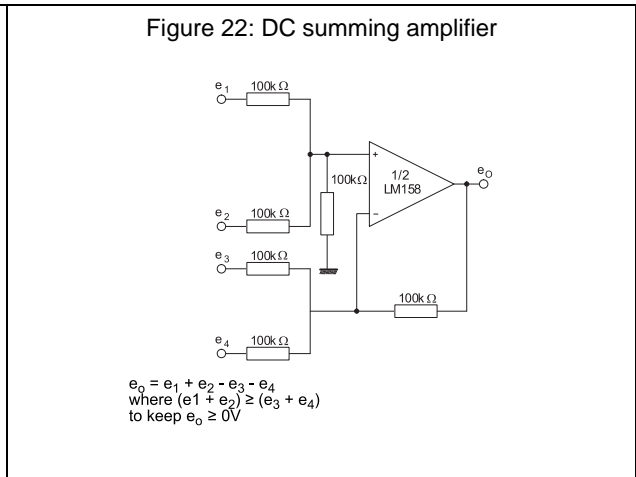 Figure 22: DC summing amplifier
e1 100kΩ
100kΩ
1/2
LM158
eO
e2 100kΩ
e3 100kΩ
100kΩ
e4 100kΩ
eo = e1 + e2 - e3 - e4
where (e1 + e2) ≥ (e3 + e4)
to keep eo ≥ 0V